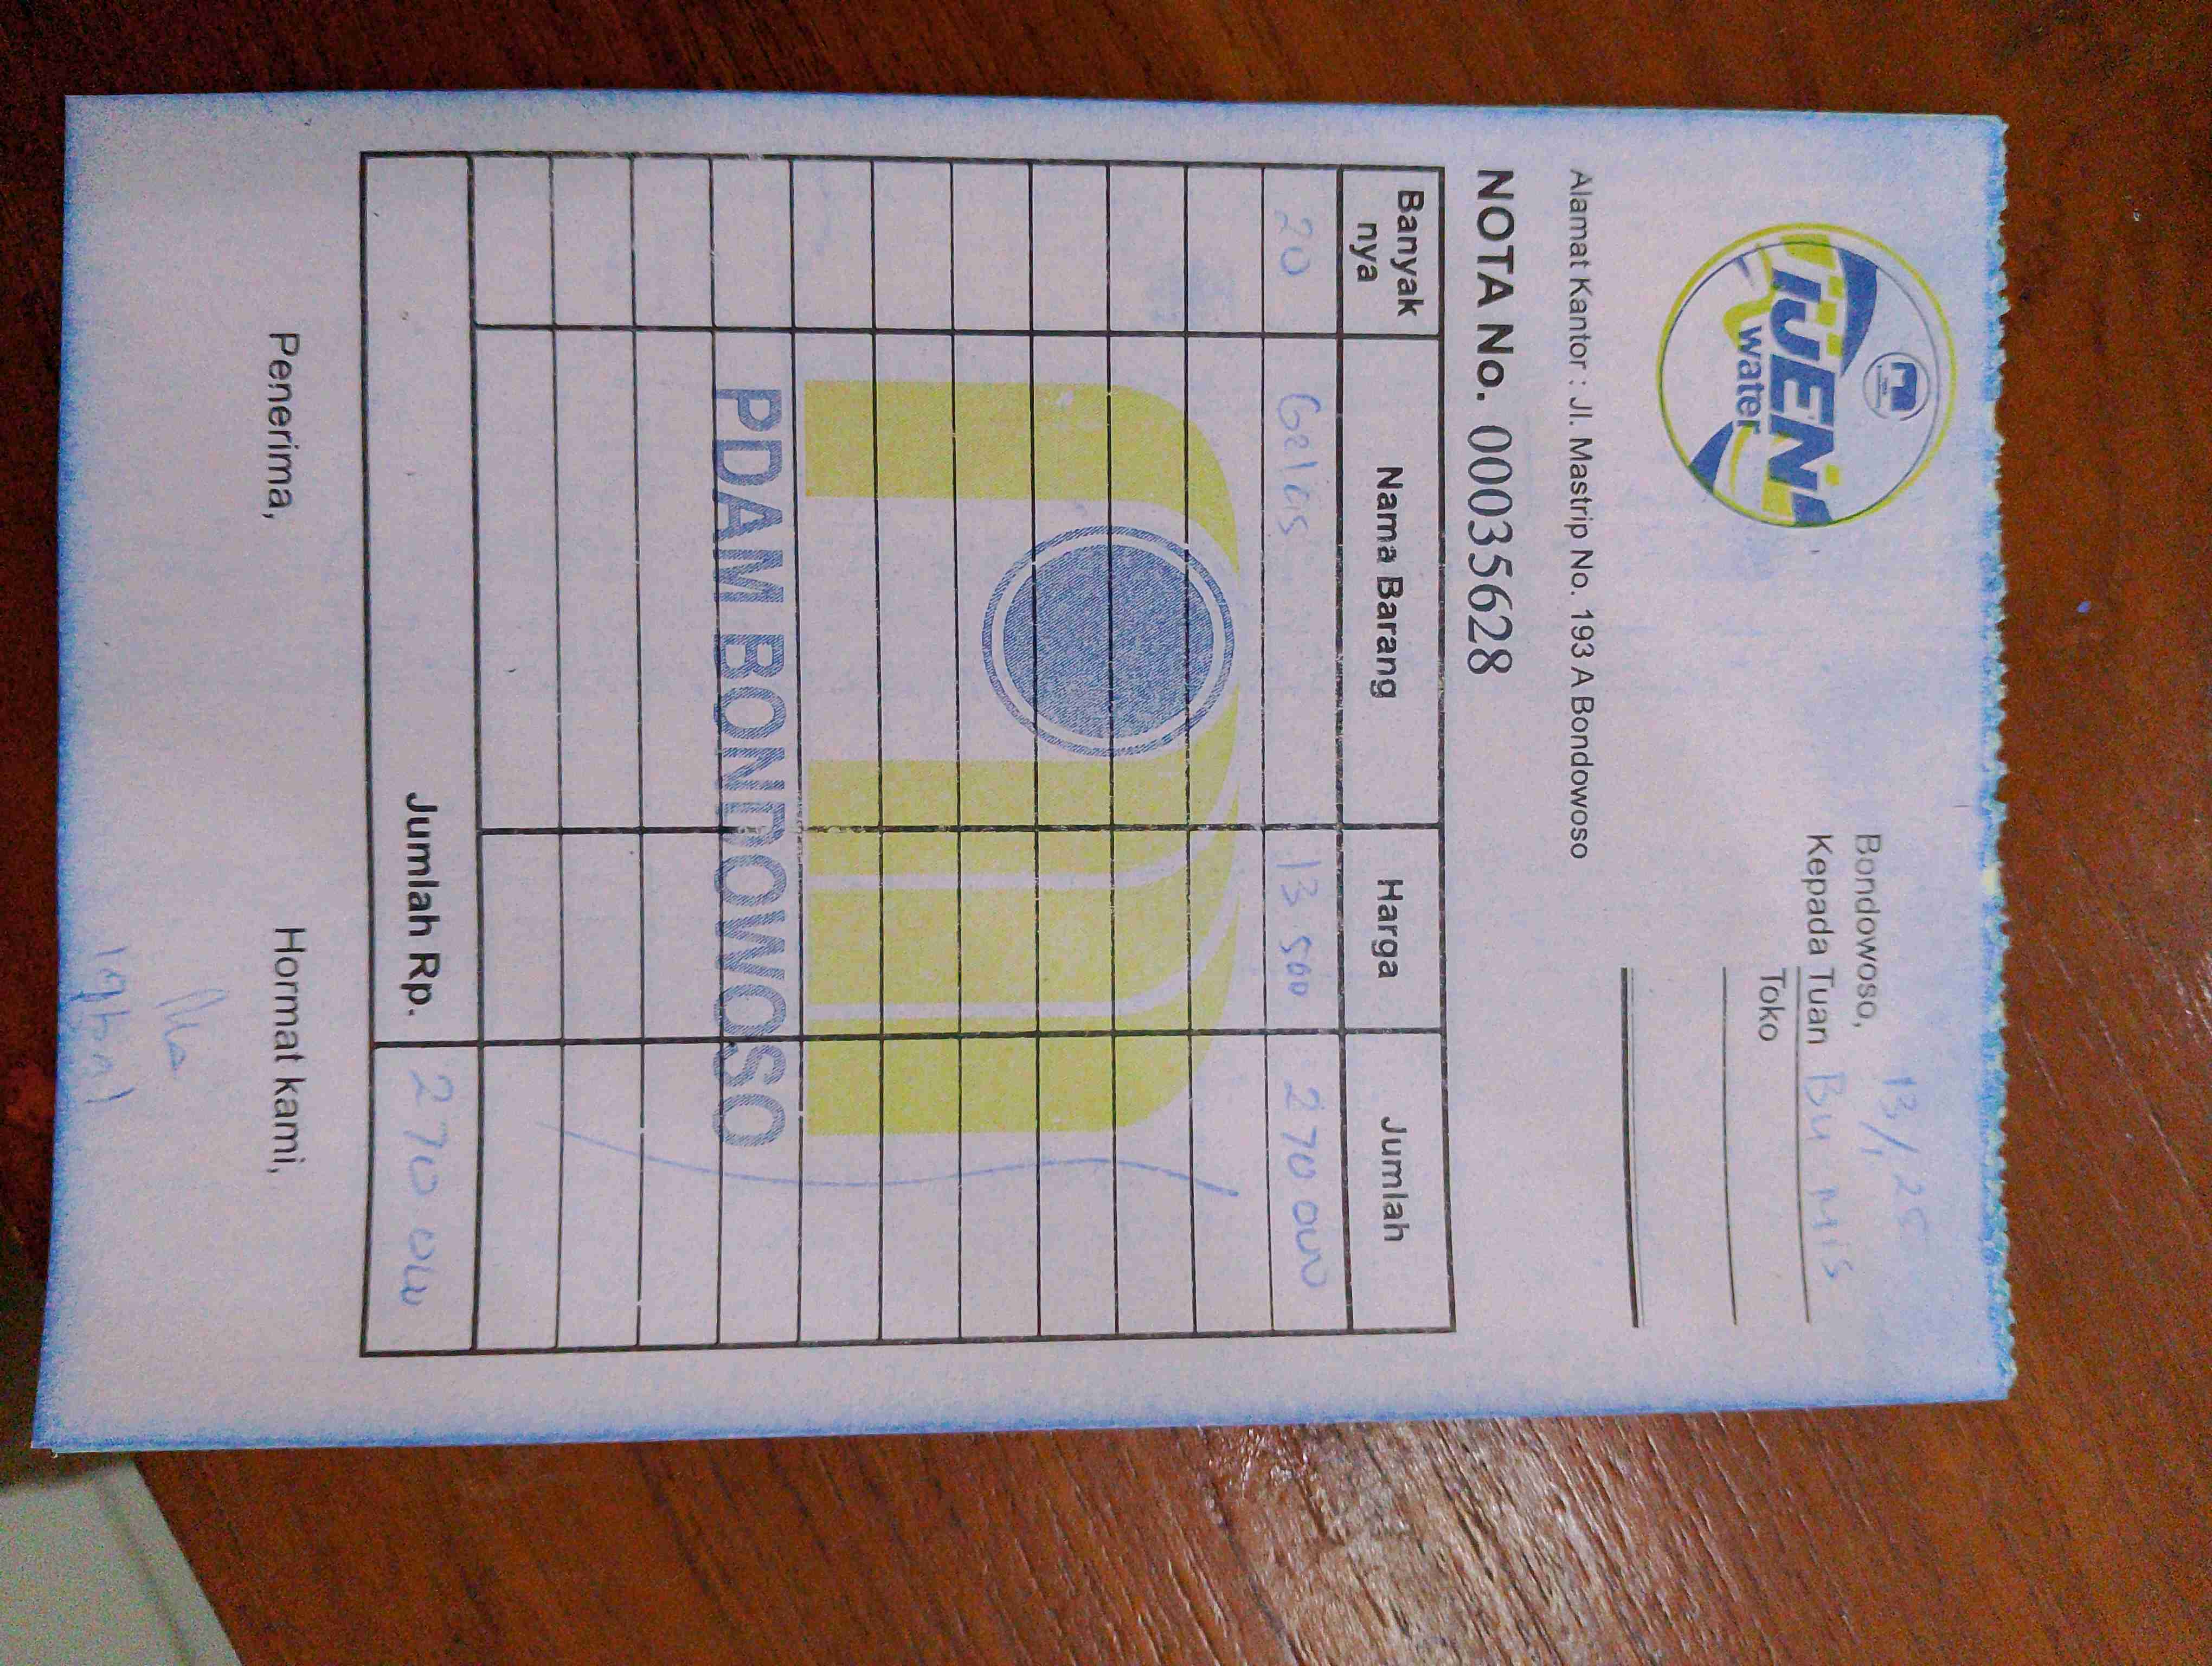 IJEN
water
Bondowoso, 13/1 25
Kepada Tuan Bu Mis
Toko
Alamat Kantor : Jl. Mastrip No. 193 A Bondowoso
NOTA No. 00035628
Banyak nya Nama Barang Harga Jumlah
20 Gelas 13 500 270 000
PDAM BONDOWOSO
Jumlah Rp. 270 000
Penerima, Hormat kami,
Iqbal